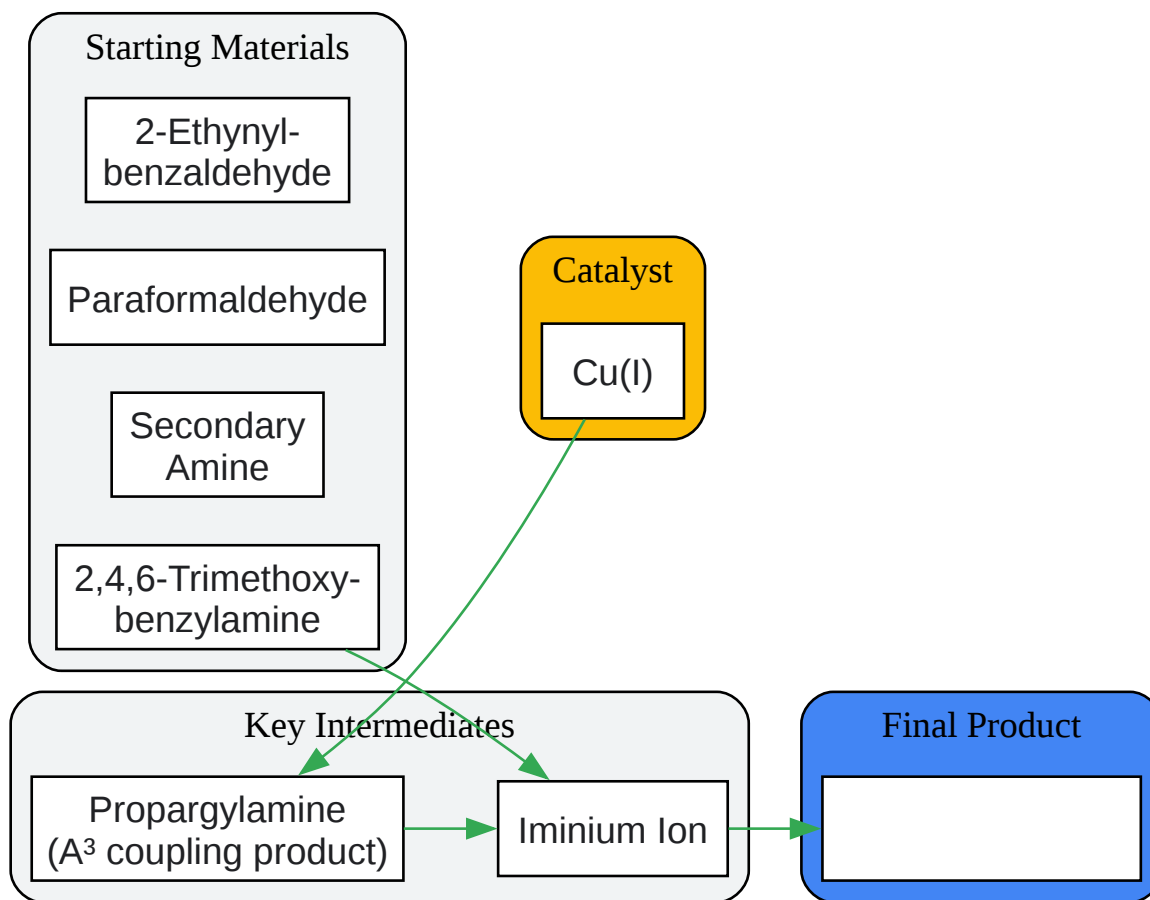 Starting Materials
2-Ethynyl-
benzaldehyde
Paraformaldehyde
Secondary
Amine
2,4,6-Trimethoxy-
benzylamine
Catalyst
Cu(I)
Key Intermediates
Propargylamine
(A³ coupling product)
Iminium Ion
Final Product